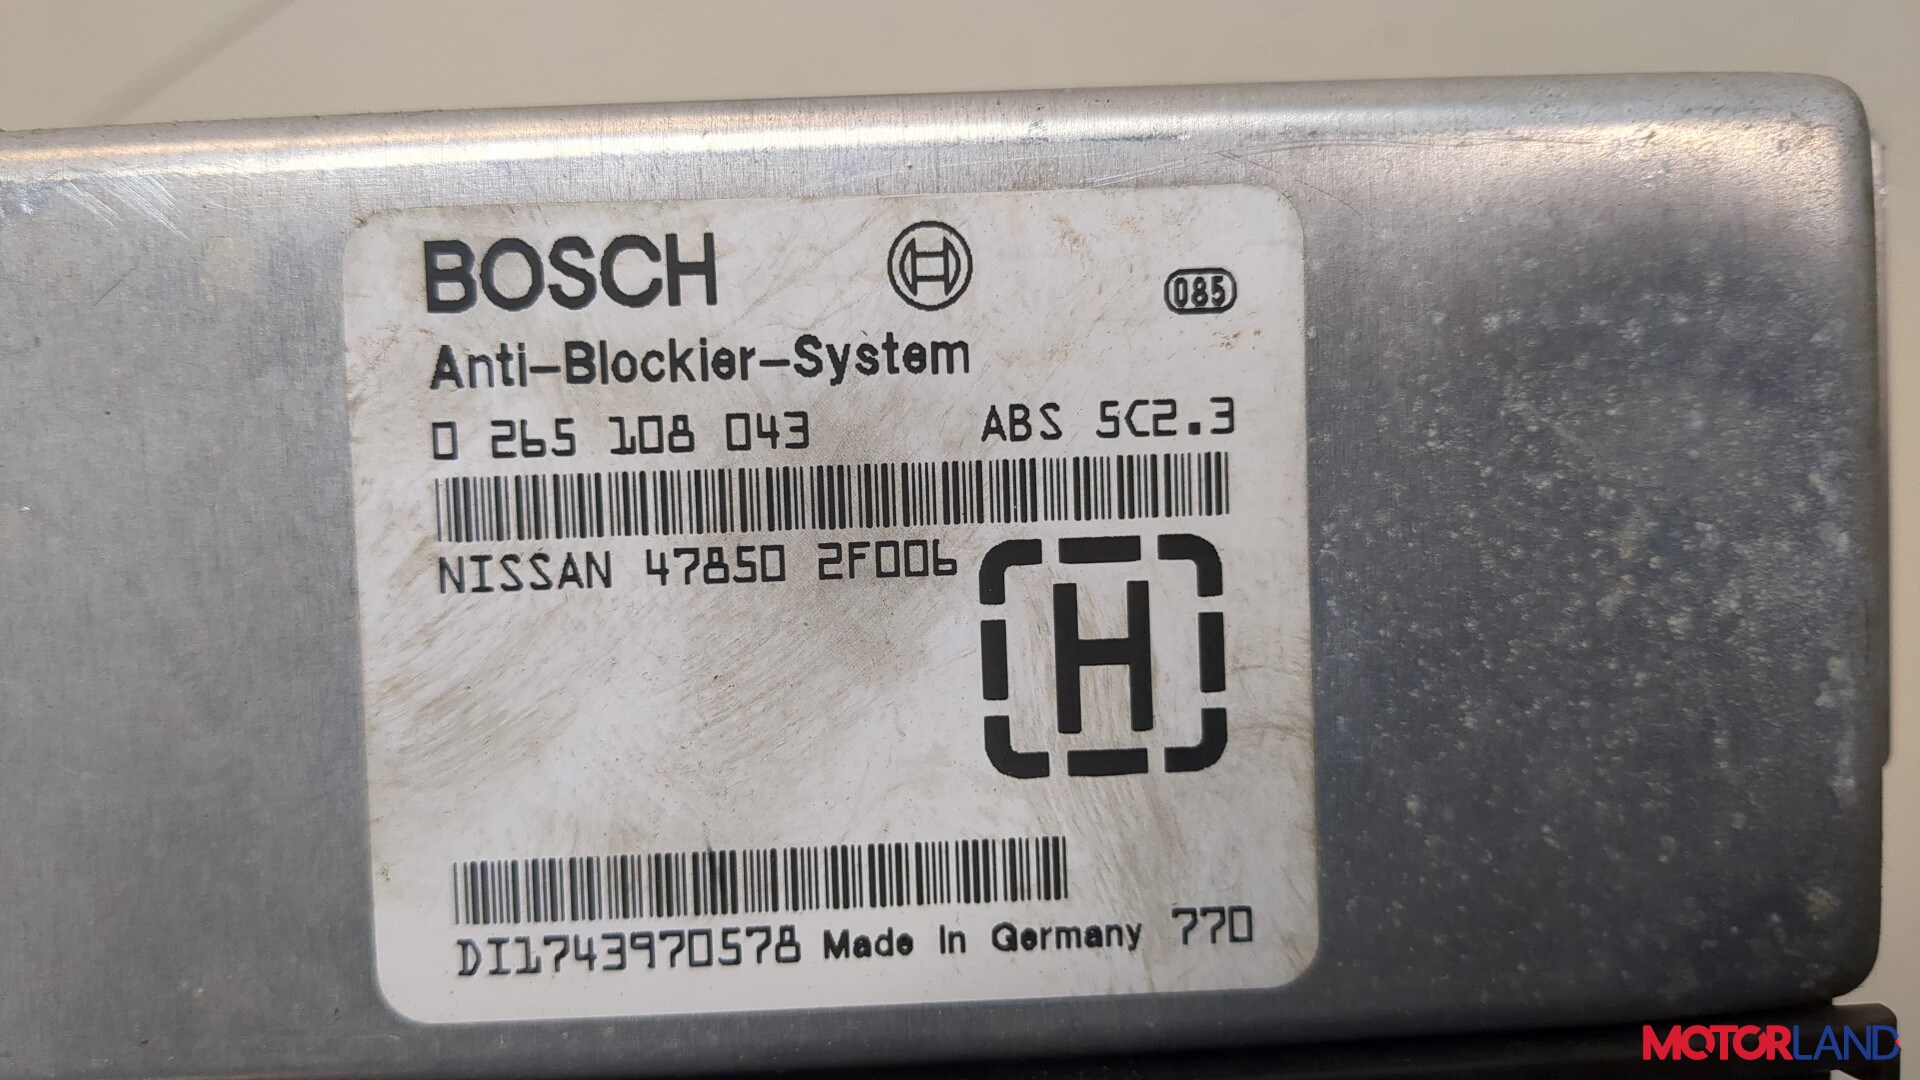 BOSCH
085
Anti-Blockier-System
0 265 108 043 ABS SC2.3
NISSAN 47850 2F006
H
DI1743970578 Made In Germany 770
MOTORLAND